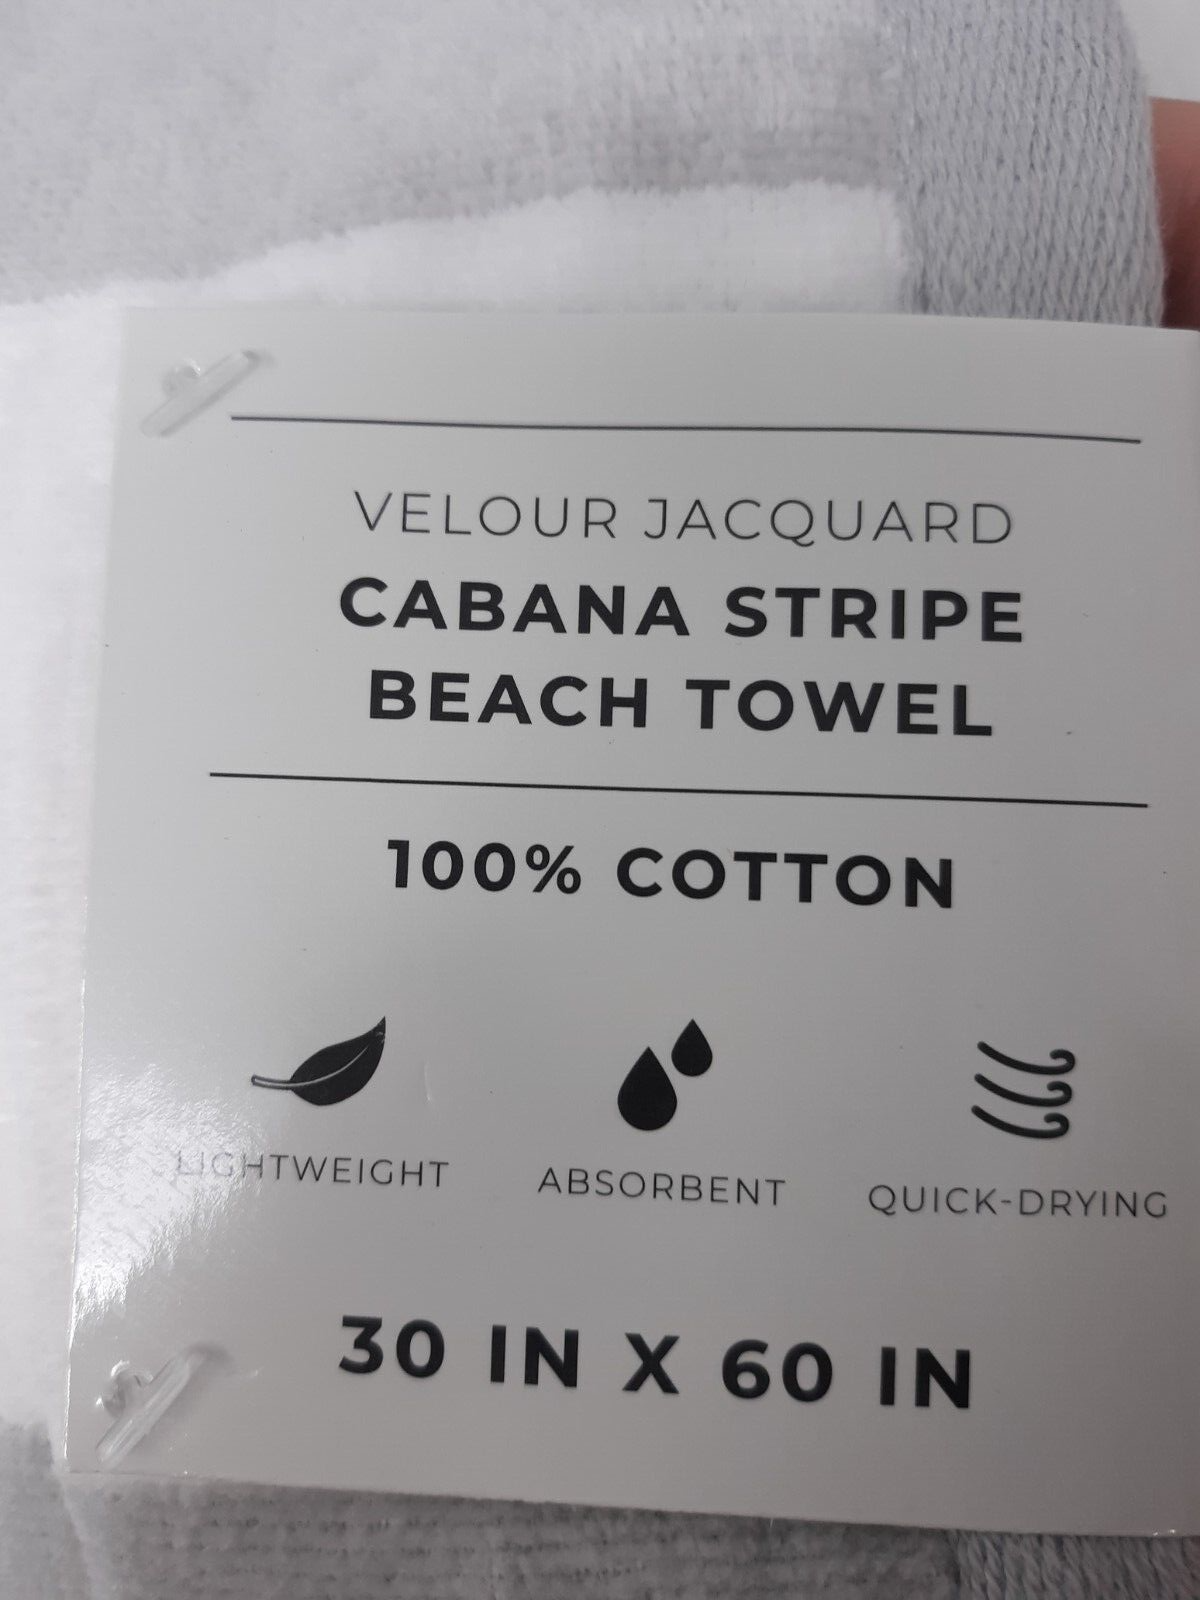 VELOUR JACQUARD
CABANA STRIPE
BEACH TOWEL
100% COTTON
LIGHTWEIGHT
ABSORBENT
QUICK-DRYING
30 IN X 60 IN